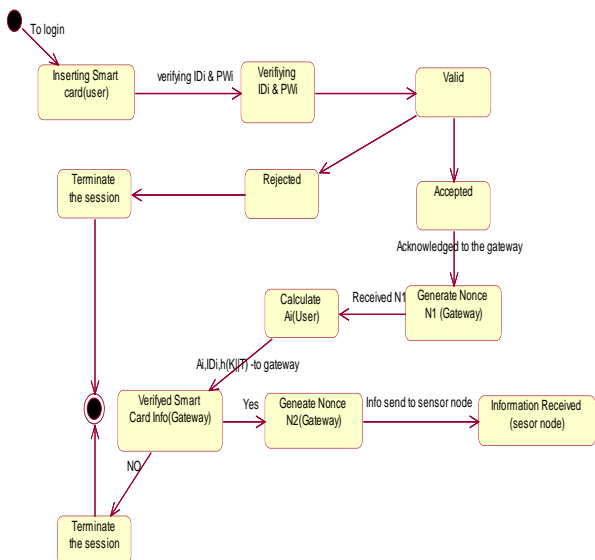 To login
Inserting Smart
card(user)
verifying IDi & PWi
Verifiying
IDi & PWi
Valid
Terminate
the session
Rejected
Accepted
Acknowledged to the gateway
Calculate
Ai(User)
Received N1
Generate Nonce
N1 (Gateway)
Ai,IDi,h(K||T) -to gateway
Verifyed Smart
Card Info(Gateway)
Yes
Geneate Nonce
N2(Gateway)
Info send to sensor node
Information Received
(sesor node)
NO
Terminate
the session